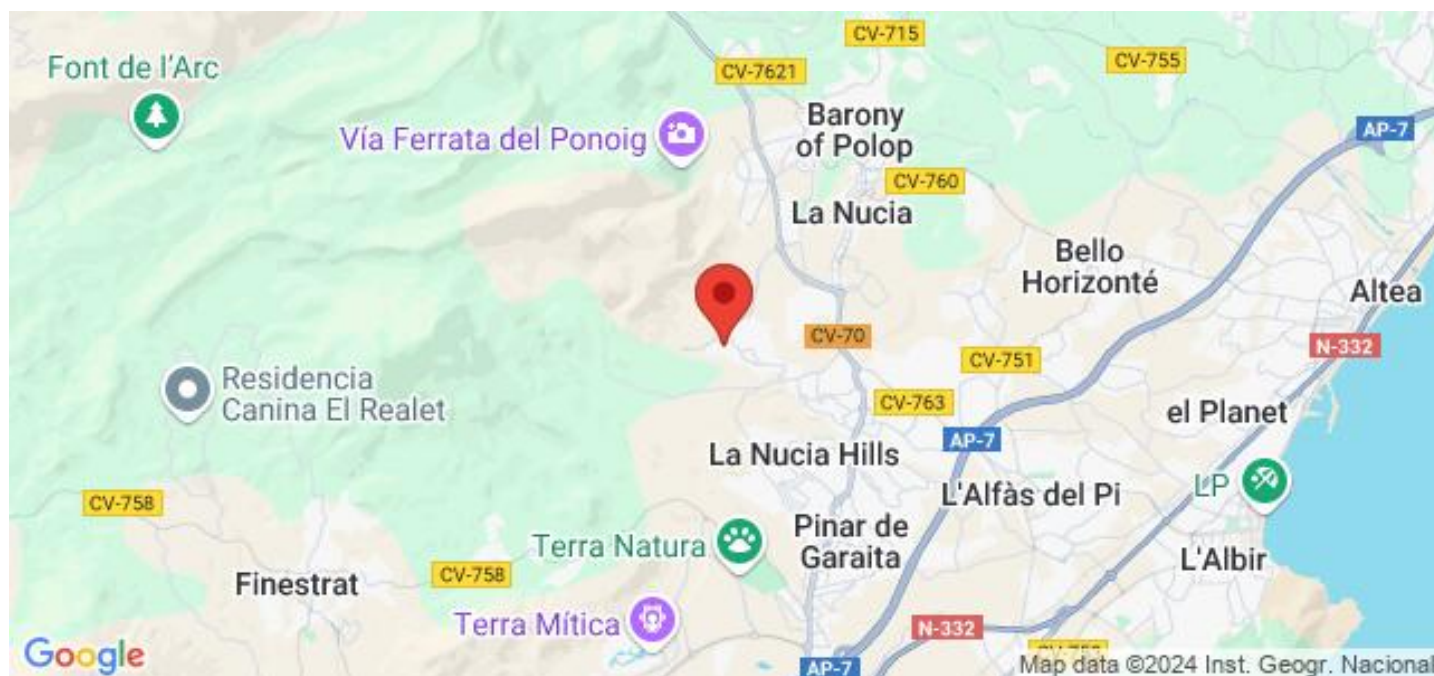 CV-715
CV-755
Font de l'Arc
CV-7621
Barony
of Polop
AP-7
Vía Ferrata del Ponoig
CV-760
La Nucia
Bello
Horizonté
Altea
CV-70
N-332
CV-751
Residencia
Canina El Realet
CV-763
el Planet
AP-7
La Nucia Hills
LP
L'Alfàs del Pi
CV-758
Pinar de
Garaita
Terra Natura
L'Albir
CV-758
Finestrat
Terra Mítica
N-332
Google
AP-7
Map data ©2024 Inst. Geogr. Nacional